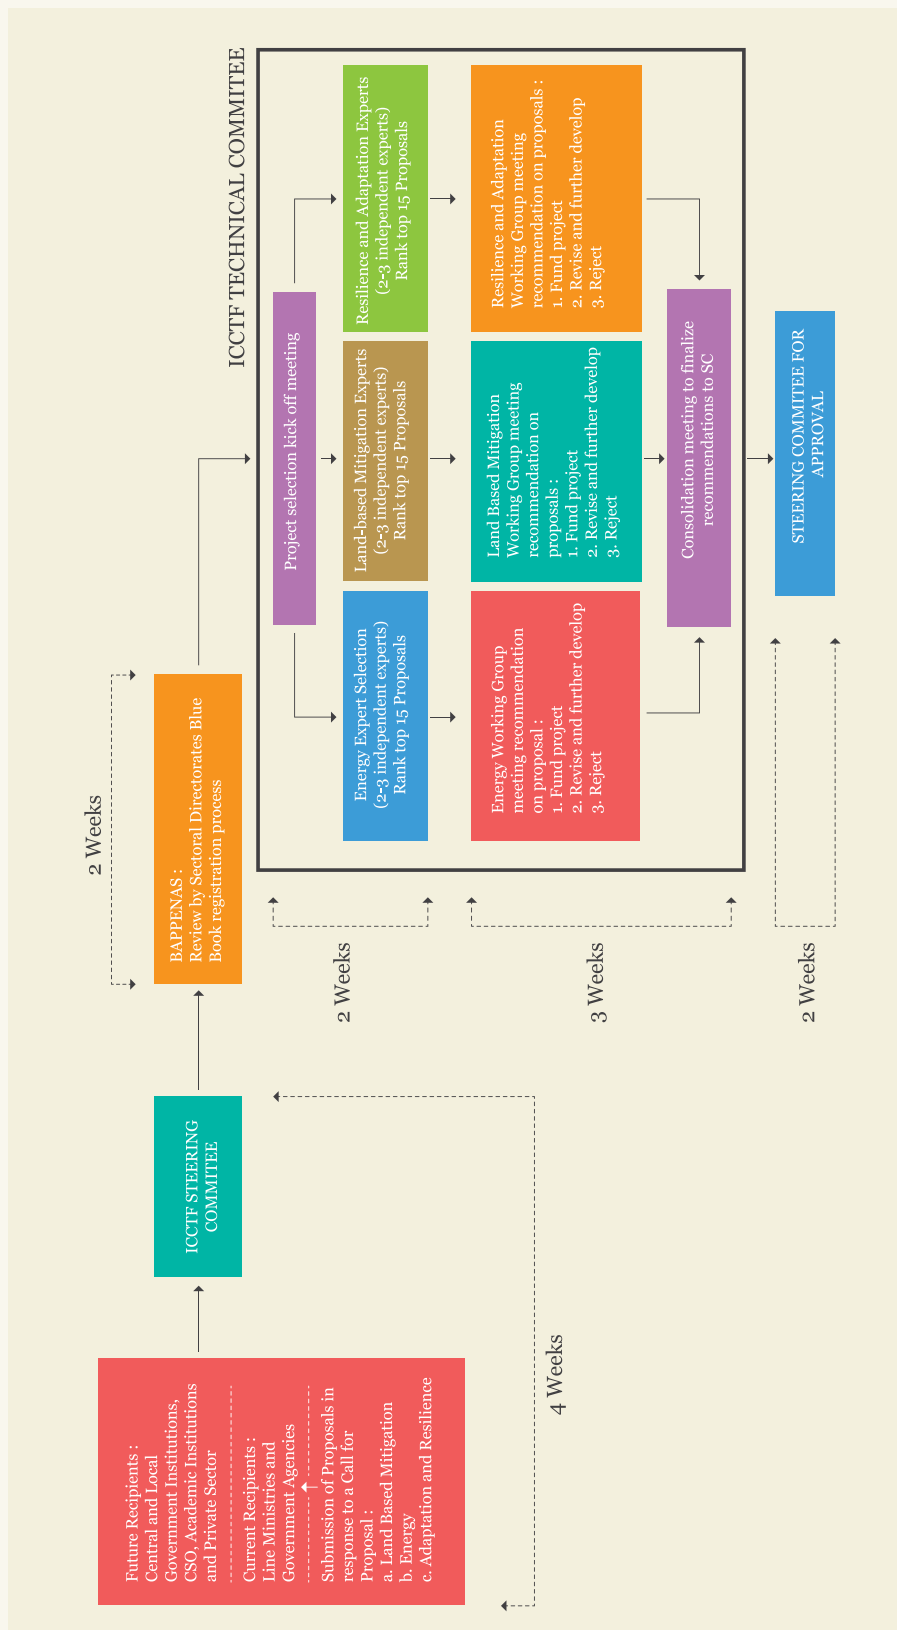 Future Recipients :
Central and Local
Government Institutions,
CSO, Academic Institutions
and Private Sector
Current Recipients :
Line Ministries and
Government Agencies
Submission of Proposals in
response to a Call for
Proposal :
a. Land Based Mitigation
b. Energy
c. Adaptation and Resilience
4 Weeks
ICCTF STEERING
COMMITEE
2 Weeks
BAPPENAS :
Review by Sectoral Directorates Blue
Book registration process
ICCTF TECHNICAL COMMITEE
Project selection kick off meeting
Energy Expert Selection
(2-3 independent experts)
Rank top 15 Proposals
Land-based Mitigation Experts
(2-3 independent experts)
Rank top 15 Proposals
Resilience and Adaptation Experts
(2-3 independent experts)
Rank top 15 Proposals
2 Weeks
Energy Working Group
meeting recommendation
on proposal :
1. Fund project
2. Revise and further develop
3. Reject
Land Based Mitigation
Working Group meeting
recommendation on
proposals :
1. Fund project
2. Revise and further develop
3. Reject
Resilience and Adaptation
Working Group meeting
recommendation on proposals :
1. Fund project
2. Revise and further develop
3. Reject
3 Weeks
Consolidation meeting to finalize
recommendations to SC
STEERING COMMITEE FOR
APPROVAL
2 Weeks